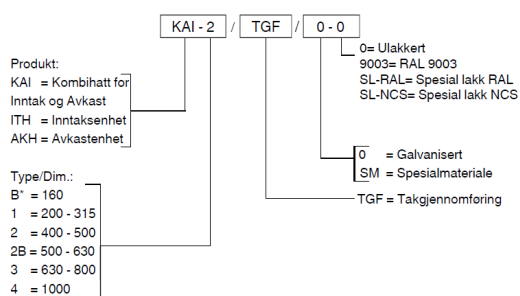 KAI - 2 / TGF / 0 - 0
0= Ulakkert
9003= RAL 9003
SL-RAL= Spesial lakk RAL
SL-NCS= Spesial lakk NCS
Produkt:
KAI = Kombihatt for
Inntak og Avkast
ITH = Inntaksenhet
AKH = Avkastenhet
0 = Galvanisert
SM = Spesialmateriale
TGF = Takgjennomføring
Type/Dim.:
B* = 160
1 = 200 - 315
2 = 400 - 500
2B = 500 - 630
3 = 630 - 800
4 = 1000